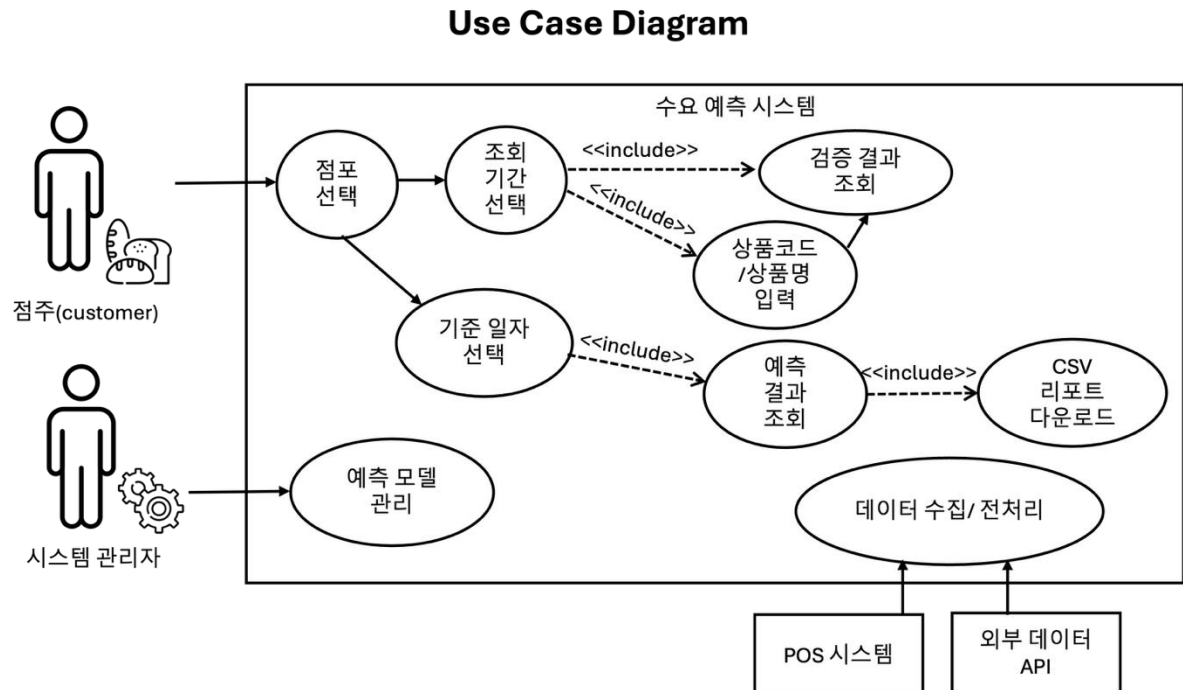 Use Case Diagram
수요 예측 시스템
점포
선택
조회
기간
선택
<<include>>
<<include>>
검증 결과
조회
상품코드
/상품명
입력
점주(customer)
기준 일자
선택
<<include>>
예측
결과
조회
<<include>>
CSV
리포트
다운로드
예측 모델
관리
데이터 수집/ 전처리
시스템 관리자
POS 시스템
외부 데이터
API